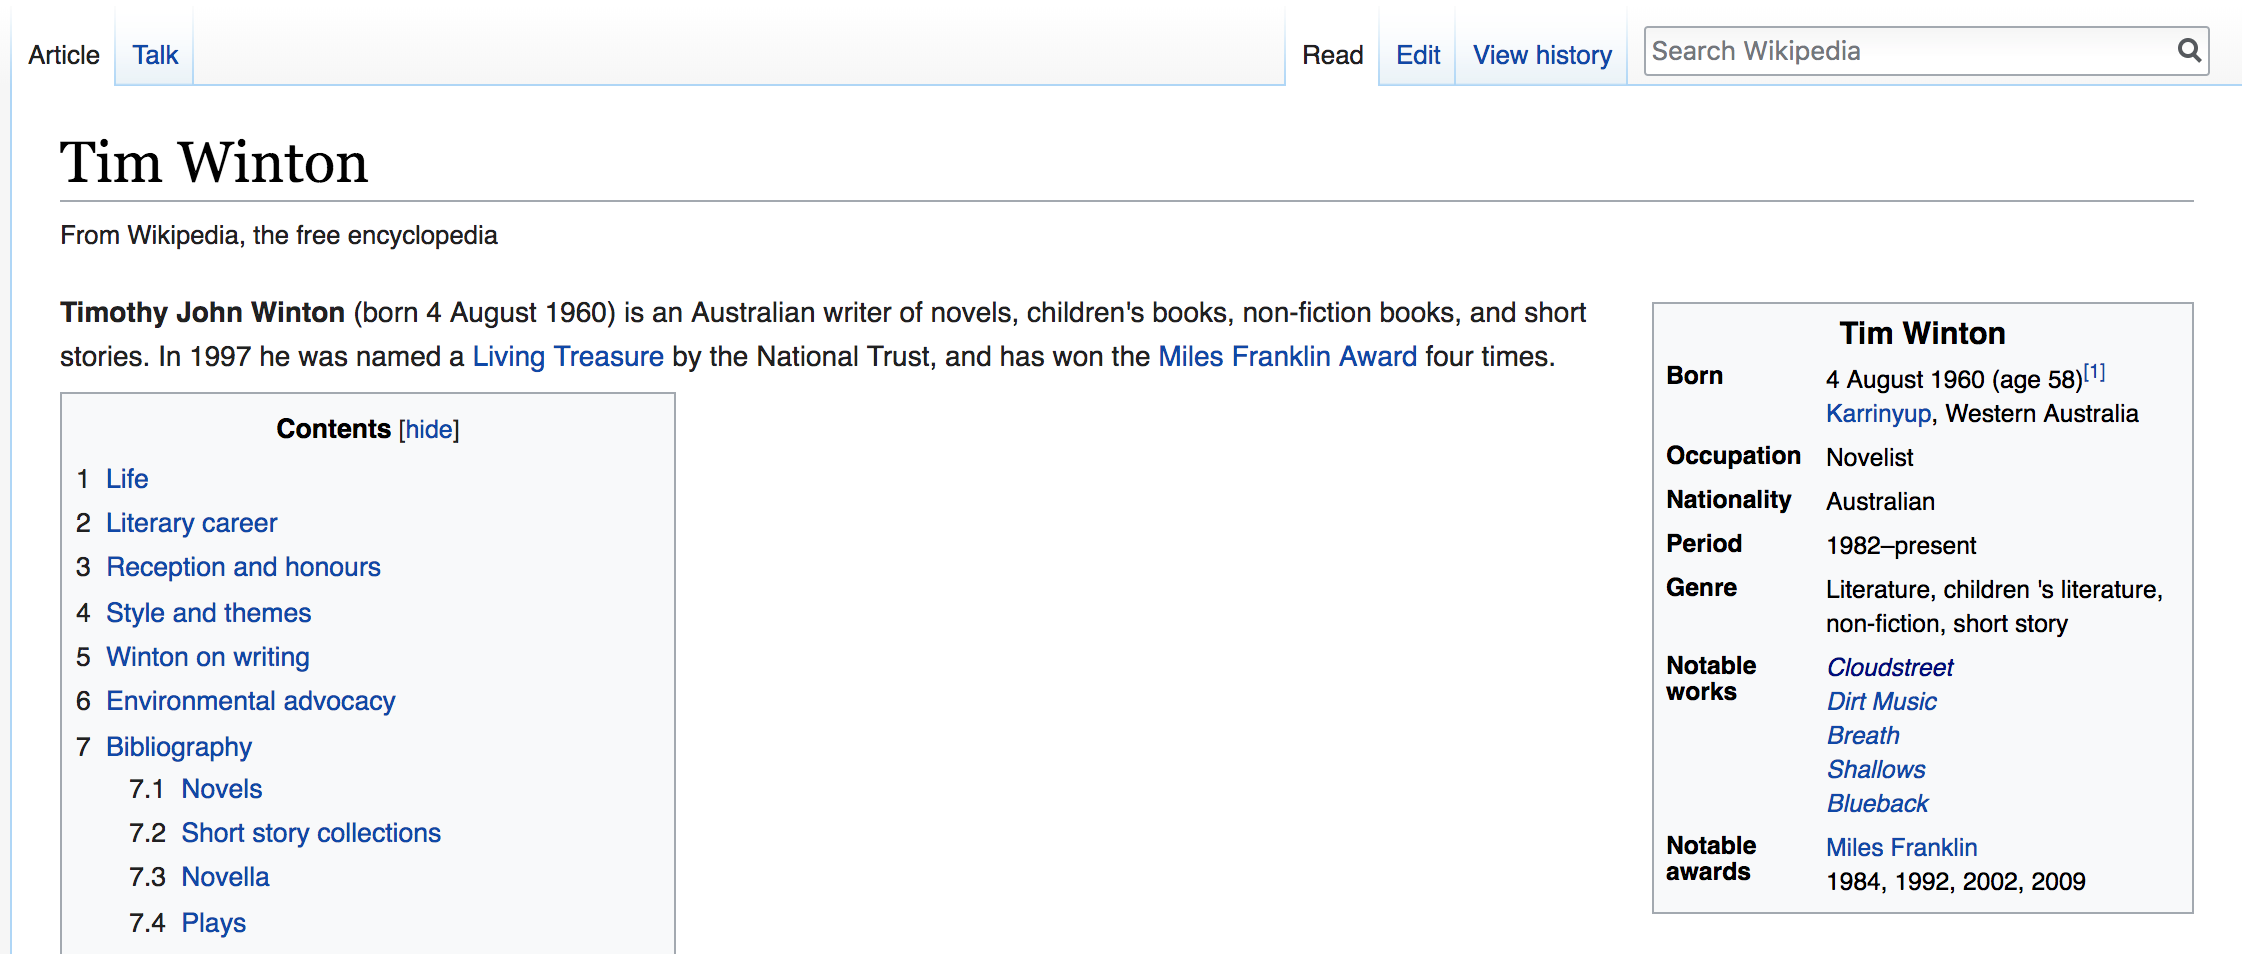 Article Talk Read Edit View history Search Wikipedia
Tim Winton
From Wikipedia, the free encyclopedia
Timothy John Winton (born 4 August 1960) is an Australian writer of novels, children's books, non-fiction books, and short
stories. In 1997 he was named a Living Treasure by the National Trust, and has won the Miles Franklin Award four times.
Contents [hide]
1 Life
2 Literary career
3 Reception and honours
4 Style and themes
5 Winton on writing
6 Environmental advocacy
7 Bibliography
7.1 Novels
7.2 Short story collections
7.3 Novella
7.4 Plays
Tim Winton
Born 4 August 1960 (age 58)[1]
Karrinyup, Western Australia
Occupation Novelist
Nationality Australian
Period 1982–present
Genre Literature, children 's literature,
non-fiction, short story
Notable works Cloudstreet
Dirt Music
Breath
Shallows
Blueback
Notable awards Miles Franklin
1984, 1992, 2002, 2009